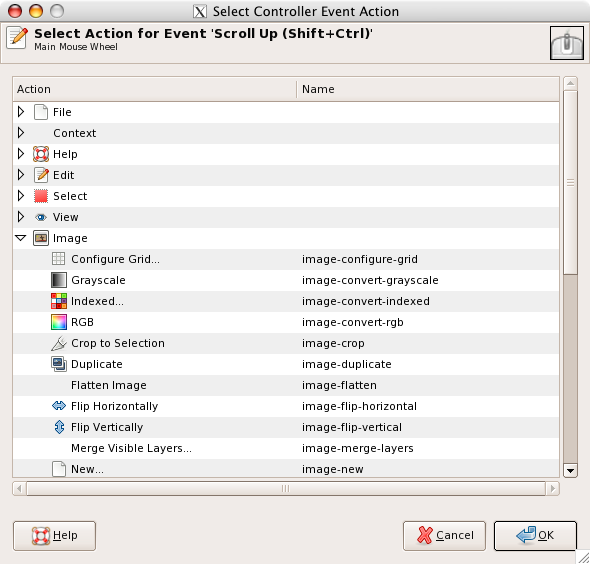 Select Controller Event Action
Select Action for Event 'Scroll Up (Shift+Ctrl)'
Main Mouse Wheel
Action Name
File
Context
Help
Edit
Select
View
Image
Configure Grid... image-configure-grid
Grayscale image-convert-grayscale
Indexed... image-convert-indexed
RGB image-convert-rgb
Crop to Selection image-crop
Duplicate image-duplicate
Flatten Image image-flatten
Flip Horizontally image-flip-horizontal
Flip Vertically image-flip-vertical
Merge Visible Layers... image-merge-layers
New... image-new
Help Cancel OK